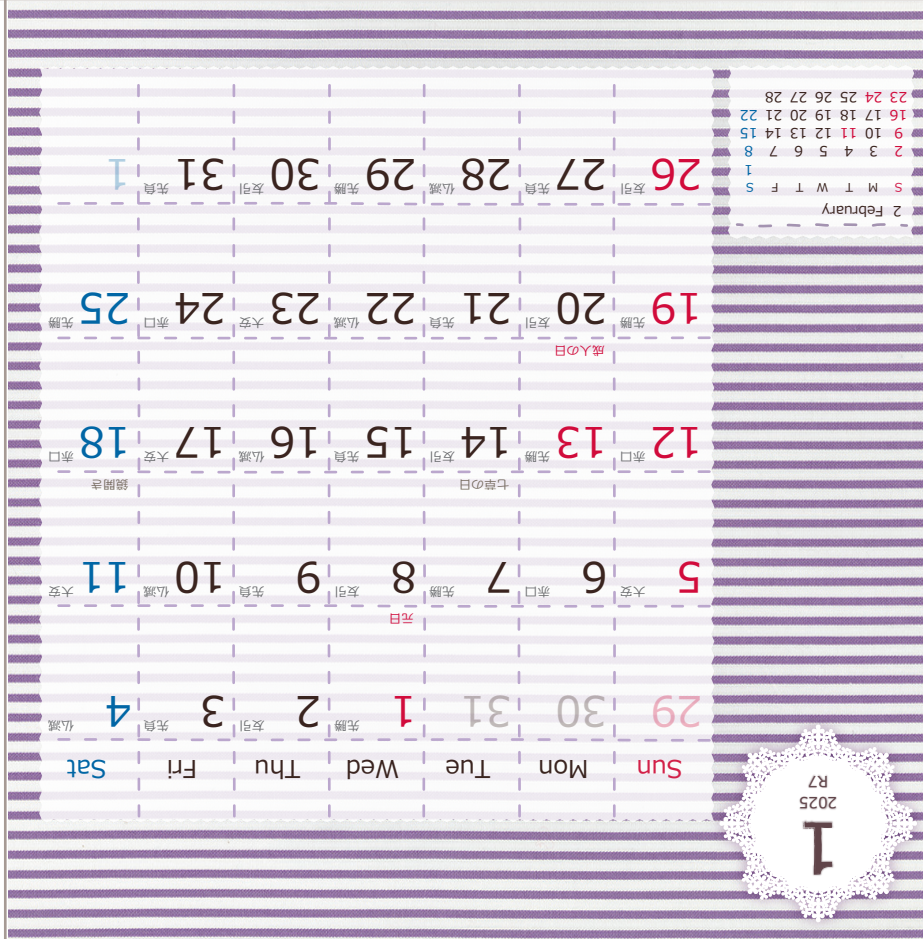 1
2025
R7
Sun Mon Tue Wed Thu Fri Sat
29 30 31 1 先勝 2 友引 3 先負 4 仏滅
元日
5 大安 6 赤口 7 先勝 8 友引 9 先負 10 仏滅 11 大安
七草の日 鏡開き
12 赤口 13 先勝 14 友引 15 先負 16 仏滅 17 大安 18 赤口
成人の日
19 先勝 20 友引 21 先負 22 仏滅 23 大安 24 赤口 25 先勝
26 友引 27 先負 28 仏滅 29 先勝 30 友引 31 先負 1
2 February
S M T W T F S
1
2 3 4 5 6 7 8
9 10 11 12 13 14 15
16 17 18 19 20 21 22
23 24 25 26 27 28